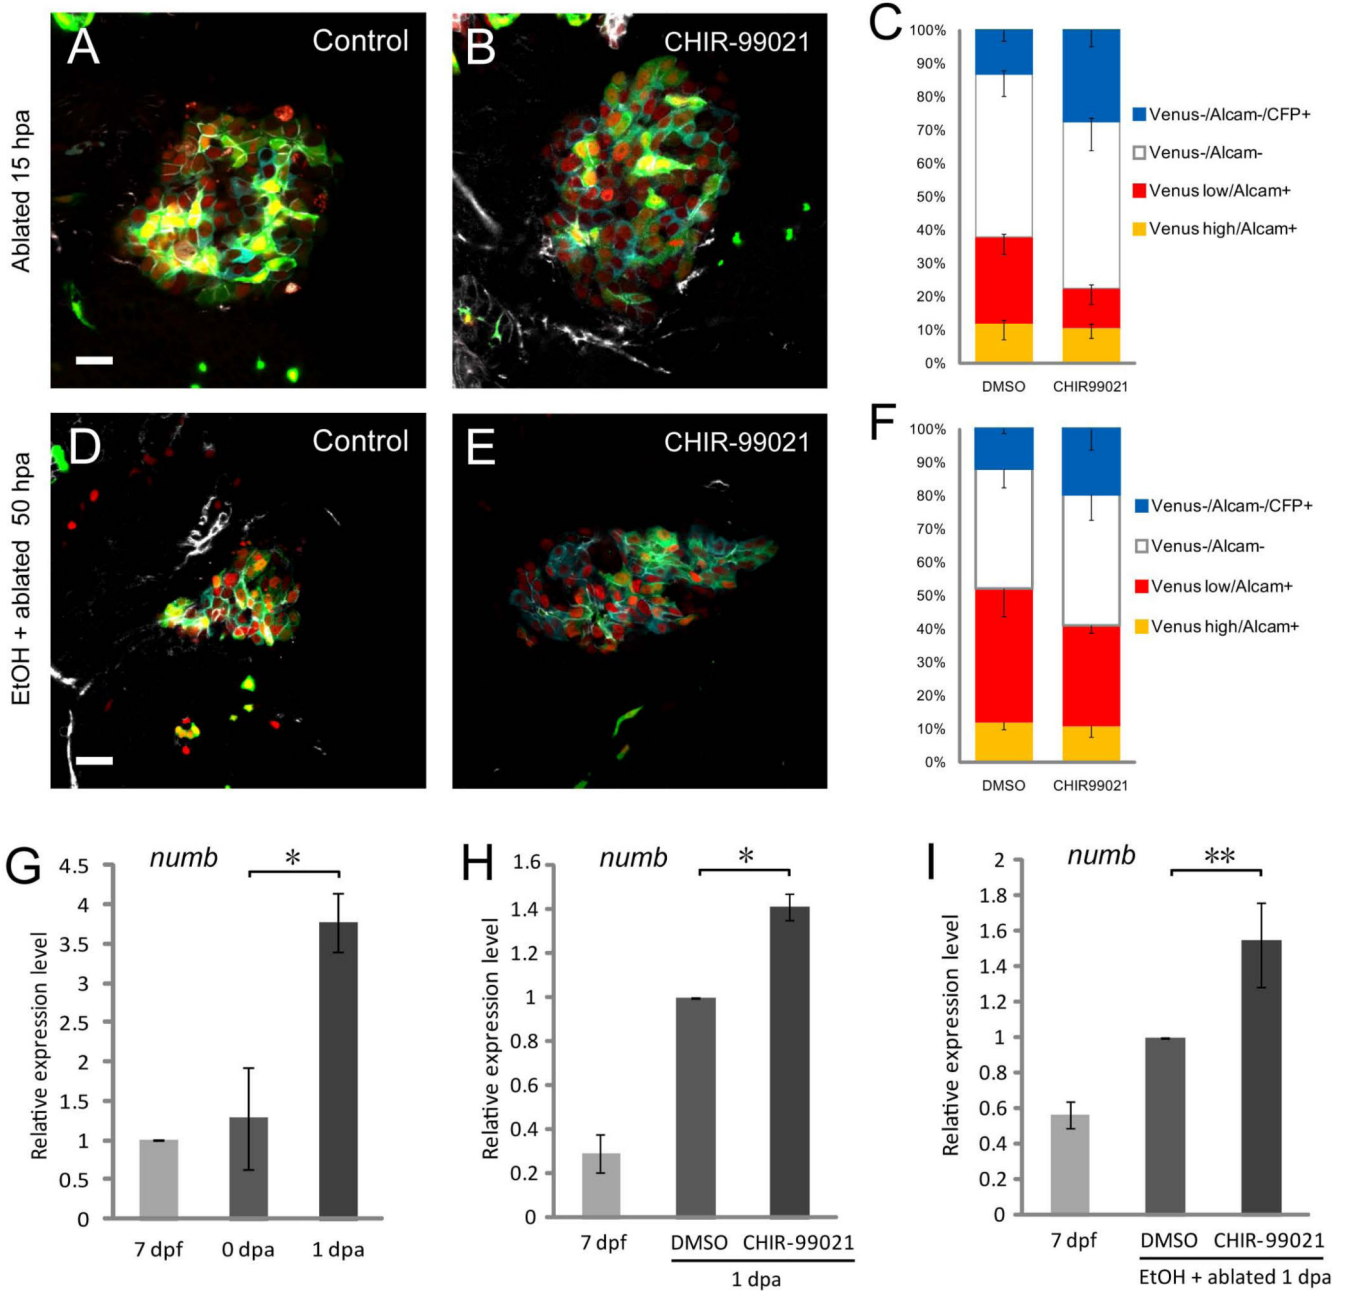 Ablated 15 hpa
A
Control
B
CHIR-99021
C
100%
90%
80%
70%
60%
50%
40%
30%
20%
10%
0%
DMSO
CHIR99021
Venus-/Alcam-/CFP+
Venus-/Alcam-
Venus low/Alcam+
Venus high/Alcam+
EtOH + ablated 50 hpa
D
Control
E
CHIR-99021
F
100%
90%
80%
70%
60%
50%
40%
30%
20%
10%
0%
DMSO
CHIR99021
Venus-/Alcam-/CFP+
Venus-/Alcam-
Venus low/Alcam+
Venus high/Alcam+
G
numb
*
Relative expression level
4.5
4
3.5
3
2.5
2
1.5
1
0.5
0
7 dpf
0 dpa
1 dpa
H
numb
*
Relative expression level
1.6
1.4
1.2
1
0.8
0.6
0.4
0.2
0
7 dpf
DMSO
CHIR-99021
1 dpa
I
numb
**
Relative expression level
2
1.8
1.6
1.4
1.2
1
0.8
0.6
0.4
0.2
0
7 dpf
DMSO
CHIR-99021
EtOH + ablated 1 dpa